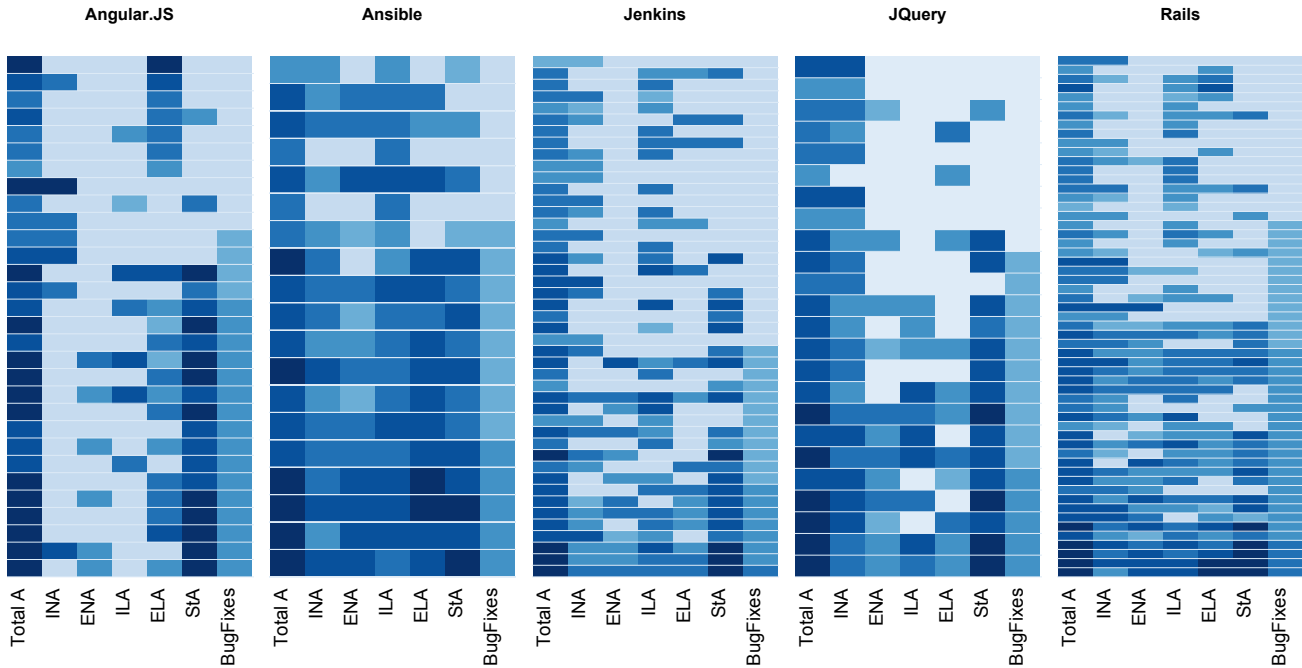 Angular.JS Ansible Jenkins JQuery Rails
Total A INA ENA ILA ELA StA BugFixes Total A INA ENA ILA ELA StA BugFixes Total A INA ENA ILA ELA StA BugFixes Total A INA ENA ILA ELA StA BugFixes Total A INA ENA ILA ELA StA BugFixes